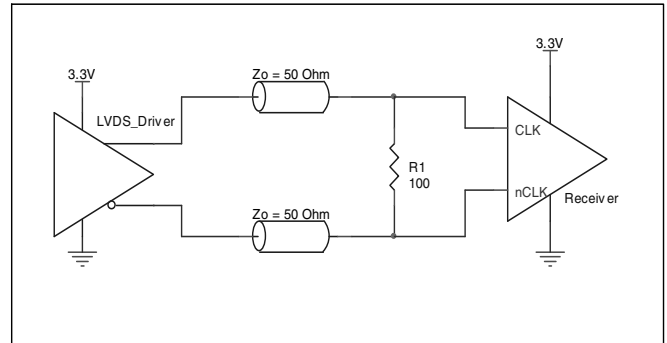 3.3V
3.3V
Zo = 50 Ohm
LVDS_Driver
CLK
R1
100
nCLK
Receiver
Zo = 50 Ohm